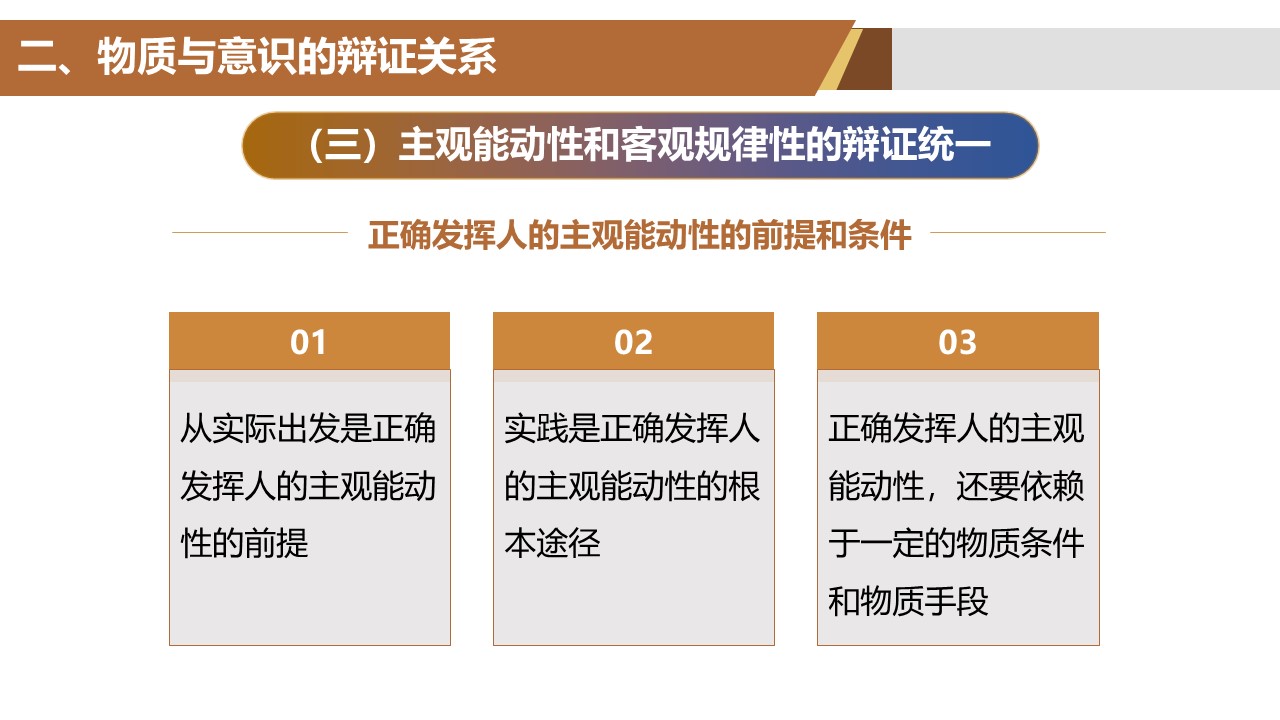 二、物质与意识的辩证关系
（三）主观能动性和客观规律性的辩证统一
正确发挥人的主观能动性的前提和条件
01
从实际出发是正确
发挥人的主观能动
性的前提
02
实践是正确发挥人
的主观能动性的根
本途径
03
正确发挥人的主观
能动性，还要依赖
于一定的物质条件
和物质手段